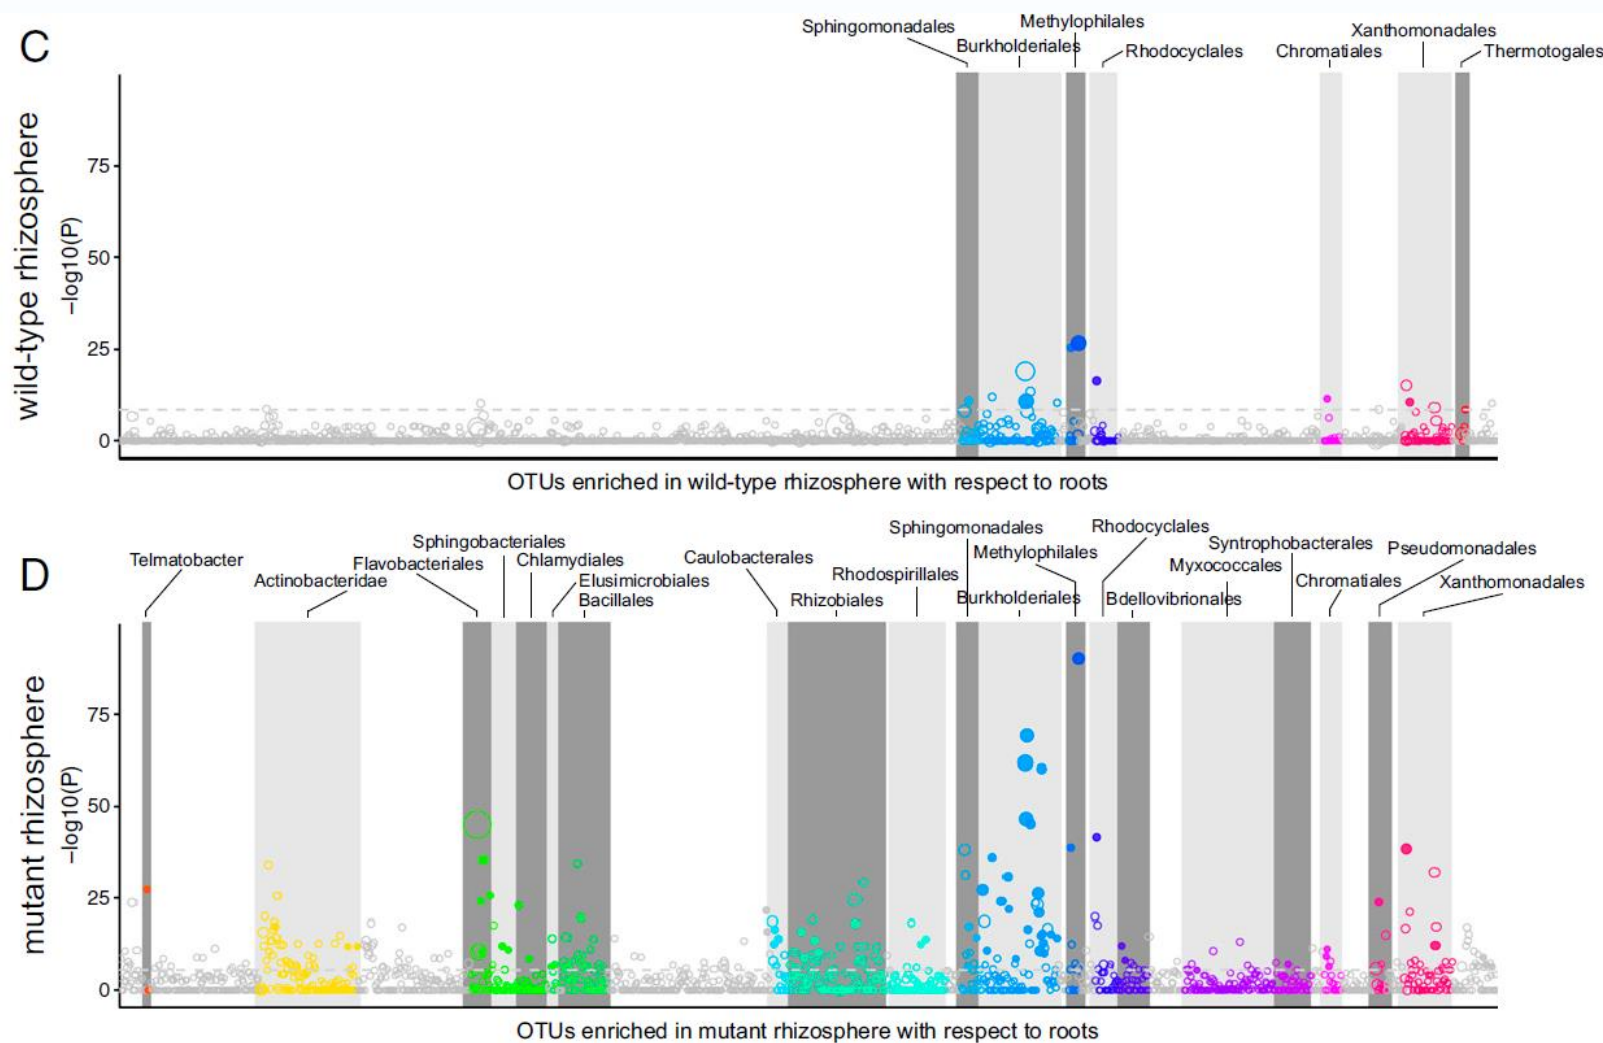 C
Sphingomonadales
Methylophilales
Burkholderiales
Rhodocyclales
Xanthomonadales
Chromatiales
Thermotogales
wild-type rhizosphere
−log10(P)
75
50
25
0
OTUs enriched in wild-type rhizosphere with respect to roots
D
Telmatobacter
Actinobacteridae
Flavobacteriales
Sphingobacteriales
Chlamydiales
Elusimicrobiales
Bacillales
Caulobacterales
Rhizobiales
Rhodospirillales
Sphingomonadales
Methylophilales
Burkholderiales
Rhodocyclales
Bdellovibrionales
Syntrophobacterales
Myxococcales
Chromatiales
Pseudomonadales
Xanthomonadales
mutant rhizosphere
−log10(P)
75
50
25
0
OTUs enriched in mutant rhizosphere with respect to roots